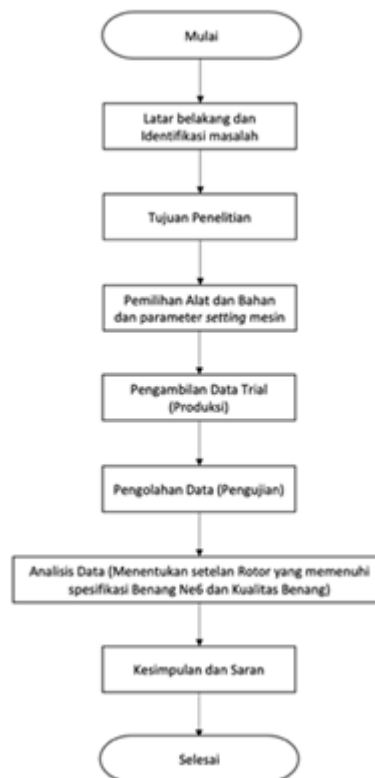 Mulai
Latar belakang dan
Identifikasi masalah
Tujuan Penelitian
Pemilihan Alat dan Bahan
dan parameter setting mesin
Pengambilan Data Trial
(Produksi)
Pengolahan Data (Pengujian)
Analisis Data (Menentukan setelan Rotor yang memenuhi
spesifikasi Benang Ne6 dan Kualitas Benang)
Kesimpulan dan Saran
Selesai